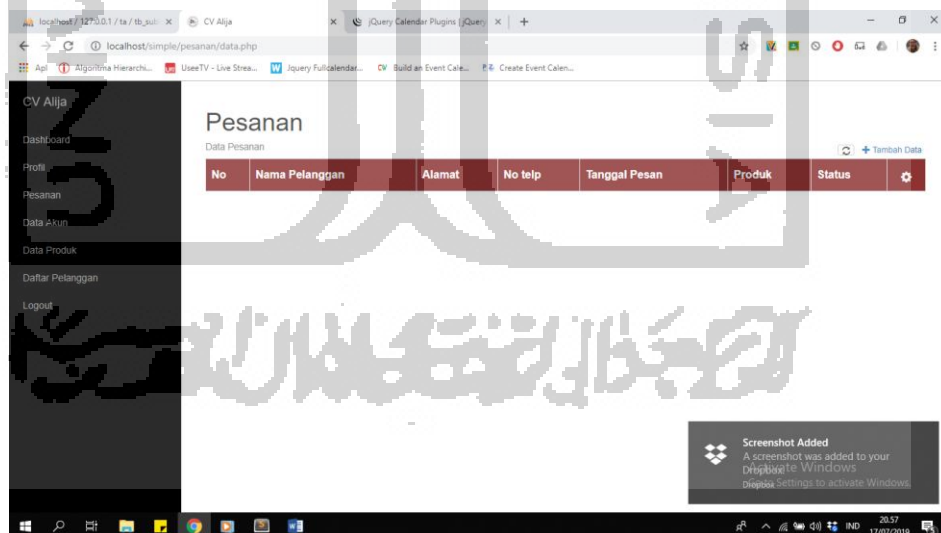 localhost / 127.0.0.1 / ta / tb_sub
CV Alija
jQuery Calendar Plugins | jQuery
localhost/simple/pesanan/data.php
Apl
Algoritma Hierarchi...
UseeTV - Live Strea...
Jquery Fullcalendar...
Build an Event Cale...
Create Event Calen...
CV Alija
Dashboard
Profil
Pesanan
Data Akun
Data Produk
Daftar Pelanggan
Logout
Pesanan
Data Pesanan
Tambah Data
No Nama Pelanggan Alamat No telp Tanggal Pesan Produk Status
Screenshot Added
A screenshot was added to your
Dropbox
Dropbox
Activate Windows
Go to Settings to activate Windows.
IND
20.57
17/07/2019